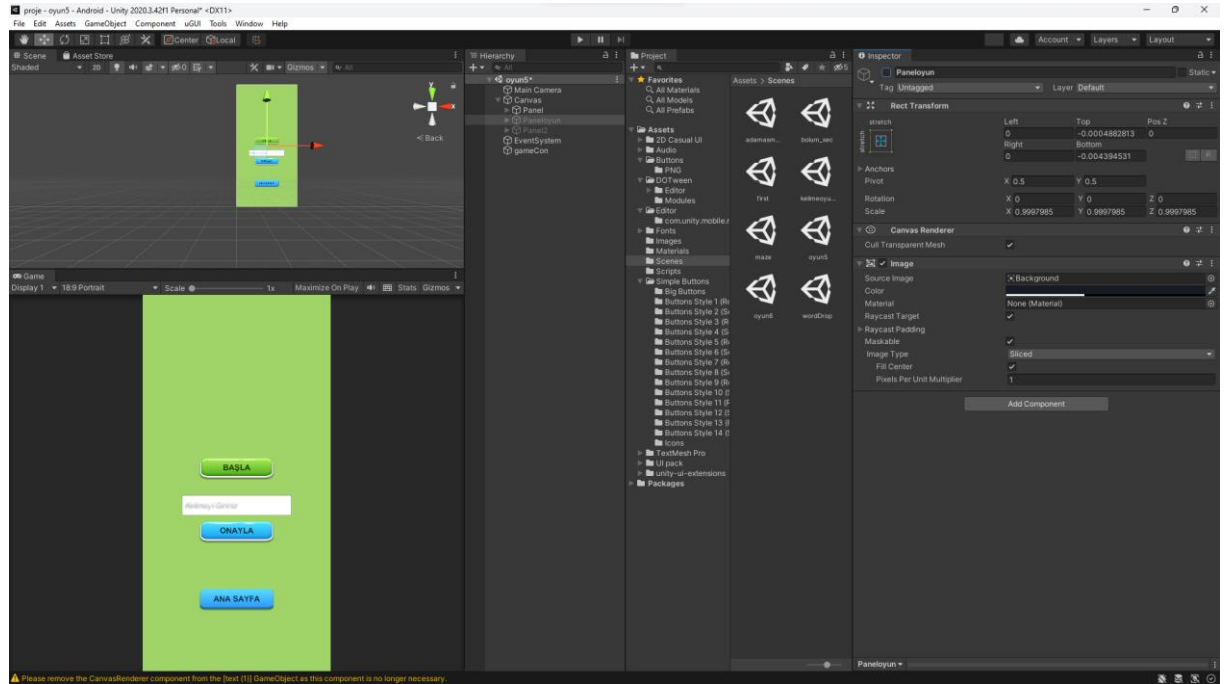 proje - oyun5 - Android - Unity 2020.3.42f1 Personal* <DX11>
File Edit Assets GameObject Component uGUI Tools Window Help
Center Local
Account Layers Layout
Scene Asset Store
Shaded 2D Gizmos All
y
x
Back
Game
Display 1 18:9 Portrait Scale 1x Maximize On Play Stats Gizmos
BAŞLA
Kelimeyi Giriniz
ONAYLA
ANA SAYFA
Hierarchy
All
oyun5*
Main Camera
Canvas
Panel
Paneloyun
Panel2
EventSystem
gameCon
Project
5
Favorites
All Materials
All Models
All Prefabs
Assets
2D Casual UI
Audio
Buttons
PNG
DOTween
Editor
Modules
Editor
com.unity.mobile.r
Fonts
Images
Materials
Scenes
Scripts
Simple Buttons
Big Buttons
Buttons Style 1 (R
Buttons Style 2 (S
Buttons Style 3 (R
Buttons Style 4 (S
Buttons Style 5 (R
Buttons Style 6 (S
Buttons Style 7 (R
Buttons Style 8 (S
Buttons Style 9 (R
Buttons Style 10 (
Buttons Style 11 (
Buttons Style 12 (
Buttons Style 13 (
Buttons Style 14 (
Icons
TextMesh Pro
UI pack
unity-ui-extensions
Packages
Assets > Scenes
adamasm... bolum_sec
first kelimeoyu...
maze oyun5
oyun6 wordDrop
Inspector
Paneloyun Static
Tag Untagged Layer Default
Rect Transform
stretch Left Top Pos Z
stretch 0 -0.0004882813 0
Right Bottom
0 -0.004394531
R
Anchors
Pivot X 0.5 Y 0.5
Rotation X 0 Y 0 Z 0
Scale X 0.9997985 Y 0.9997985 Z 0.9997985
Canvas Renderer
Cull Transparent Mesh
Image
Source Image Background
Color
Material None (Material)
Raycast Target
Raycast Padding
Maskable
Image Type Sliced
Fill Center
Pixels Per Unit Multiplier 1
Add Component
Paneloyun
Please remove the CanvasRenderer component from the [text (1)] GameObject as this component is no longer necessary.